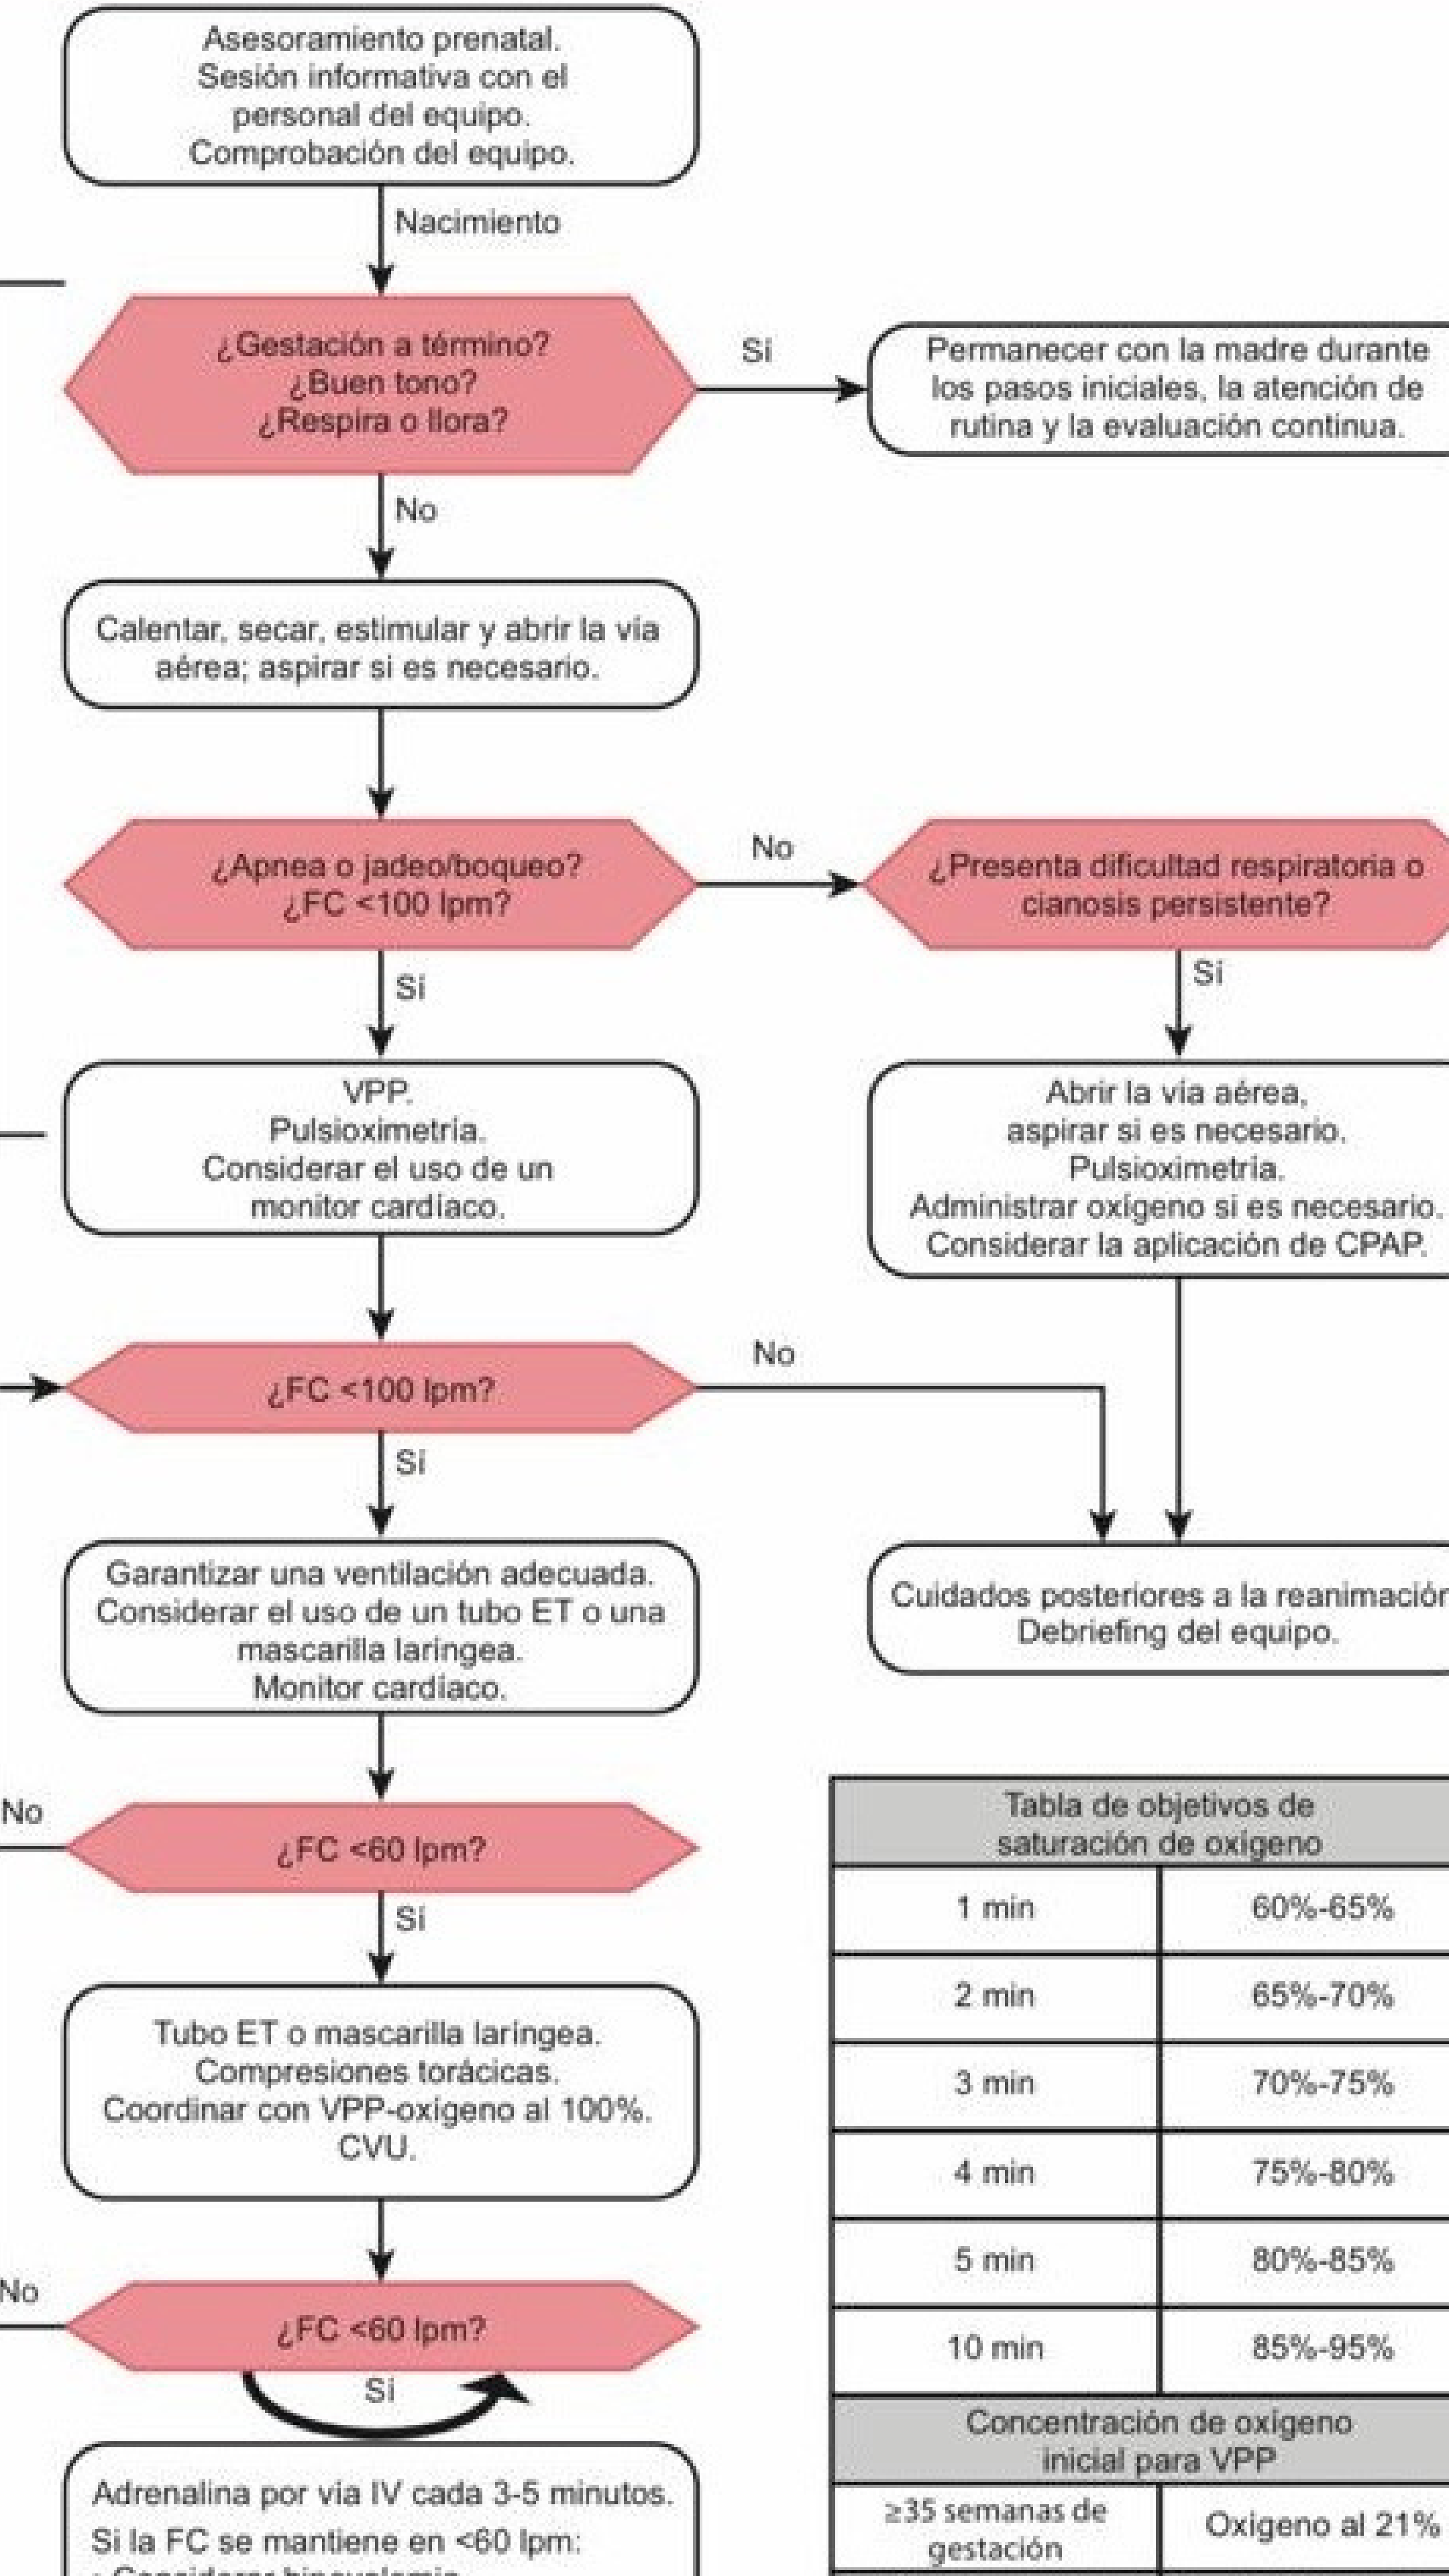 Asesoramiento prenatal.
Sesión informativa con el
personal del equipo.
Comprobación del equipo.
Nacimiento
¿Gestación a término?
¿Buen tono?
¿Respira o llora?
Sí
Permanecer con la madre durante
los pasos iniciales, la atención de
rutina y la evaluación continua.
No
Calentar, secar, estimular y abrir la vía
aérea; aspirar si es necesario.
¿Apnea o jadeo/boqueo?
¿FC <100 lpm?
No
¿Presenta dificultad respiratoria o
cianosis persistente?
Sí
Sí
VPP.
Pulsioximetría.
Considerar el uso de un
monitor cardíaco.
Abrir la vía aérea,
aspirar si es necesario.
Pulsioximetría.
Administrar oxígeno si es necesario.
Considerar la aplicación de CPAP.
¿FC <100 lpm?
No
Sí
Garantizar una ventilación adecuada.
Considerar el uso de un tubo ET o una
mascarilla laríngea.
Monitor cardíaco.
Cuidados posteriores a la reanimación
Debriefing del equipo.
No
¿FC <60 lpm?
Sí
Tubo ET o mascarilla laríngea.
Compresiones torácicas.
Coordinar con VPP-oxígeno al 100%.
CVU.
No
¿FC <60 lpm?
Sí
Adrenalina por vía IV cada 3-5 minutos.
Si la FC se mantiene en <60 lpm:
Tabla de objetivos de
saturación de oxígeno
1 min 60%-65%
2 min 65%-70%
3 min 70%-75%
4 min 75%-80%
5 min 80%-85%
10 min 85%-95%
Concentración de oxígeno
inicial para VPP
≥35 semanas de
gestación
Oxígeno al 21%